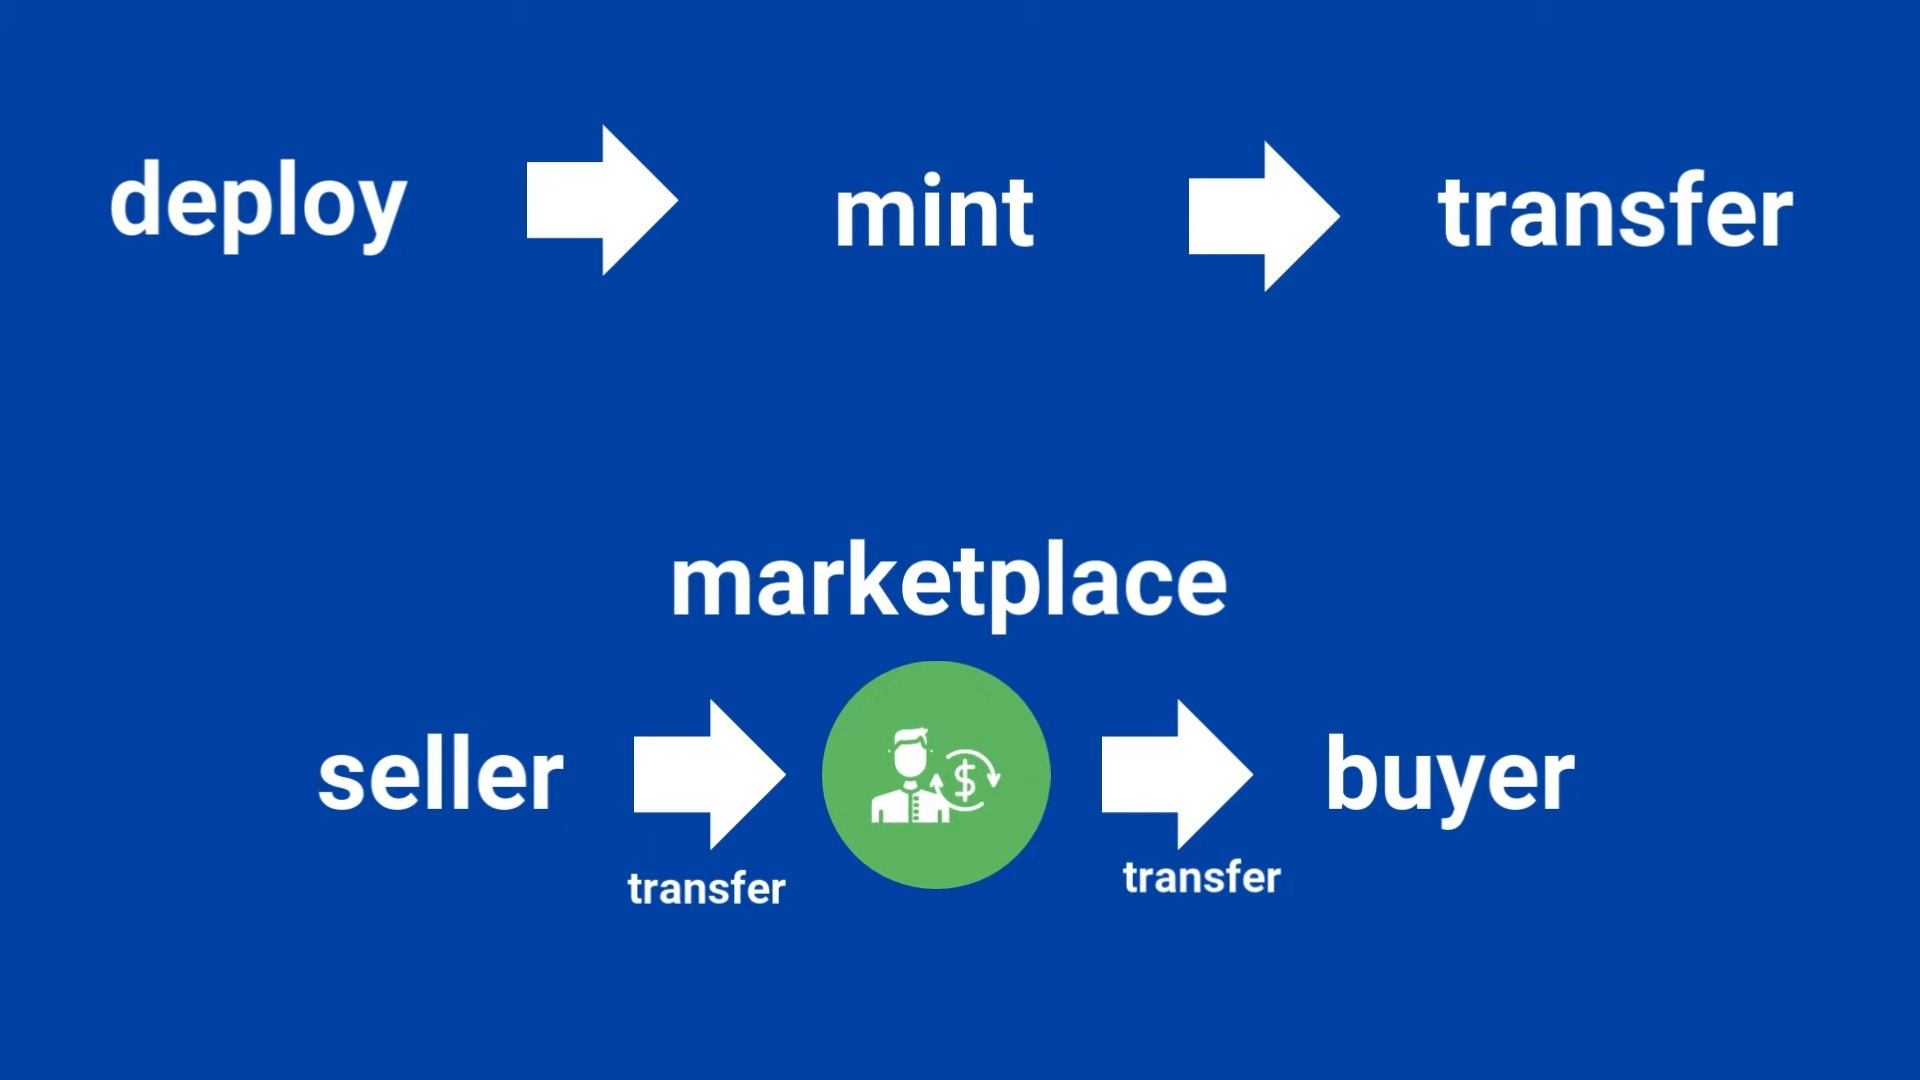 deploy mint transfer
marketplace
seller $ buyer
transfer transfer